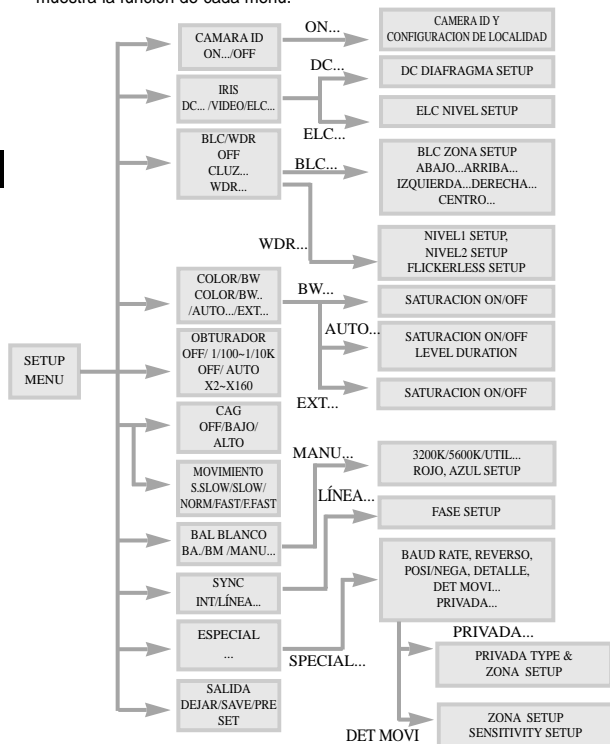 muestra la función de cada menú.
ON...
CAMARA ID
ON.../OFF
CAMERA ID Y
CONFIGURACION DE LOCALIDAD
DC...
IRIS
DC... /VIDEO/ELC...
DC DIAFRAGMA SETUP
ELC NIVEL SETUP
ELC...
BLC/WDR
OFF
CLUZ...
WDR...
BLC...
BLC ZONA SETUP
ABAJO...ARRIBA...
IZQUIERDA...DERECHA...
CENTRO...
WDR...
NIVEL1 SETUP,
NIVEL2 SETUP
FLICKERLESS SETUP
COLOR/BW
COLOR/BW..
/AUTO.../EXT...
BW...
SATURACION ON/OFF
AUTO...
SATURACION ON/OFF
LEVEL DURATION
EXT...
SATURACION ON/OFF
OBTURADOR
OFF/ 1/100~1/10K
OFF/ AUTO
X2~X160
SETUP
MENU
CAG
OFF/BAJO/
ALTO
MOVIMIENTO
S.SLOW/SLOW/
NORM/FAST/F.FAST
MANU...
3200K/5600K/UTIL...
ROJO, AZUL SETUP
BAL BLANCO
BA./BM /MANU...
LÍNEA...
FASE SETUP
SYNC
INT/LÍNEA...
BAUD RATE, REVERSO,
POSI/NEGA, DETALLE,
DET MOVI...
PRIVADA...
ESPECIAL
...
SPECIAL...
PRIVADA...
PRIVADA TYPE &
ZONA SETUP
SALIDA
DEJAR/SAVE/PRE
SET
DET MOVI
ZONA SETUP
SENSITIVITY SETUP